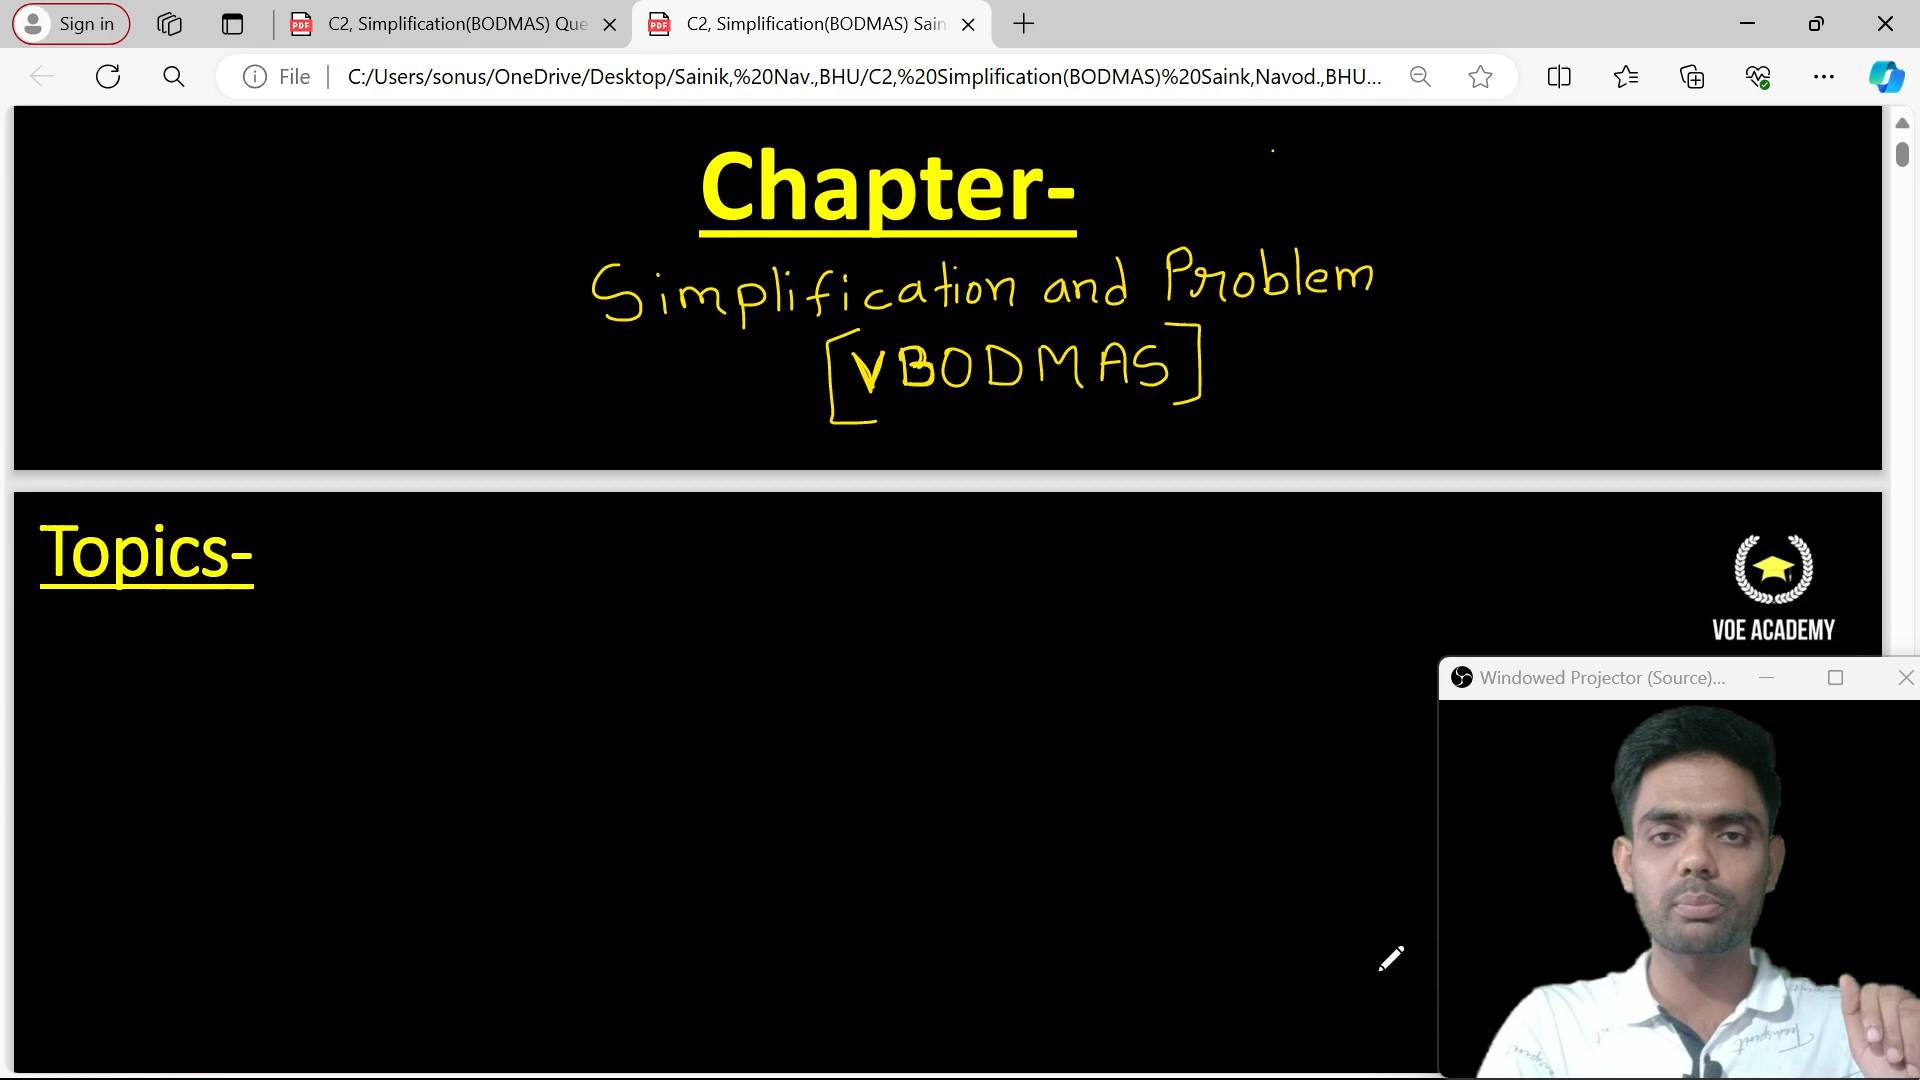 Sign in
C2, Simplification(BODMAS) Que
C2, Simplification(BODMAS) Sain
File
C:/Users/sonus/OneDrive/Desktop/Sainik,%20Nav.,BHU/C2,%20Simplification(BODMAS)%20Saink,Navod.,BHU...
Chapter-
Simplification and Problem
[VBODMAS]
Topics-
VOE ACADEMY
Windowed Projector (Source)...